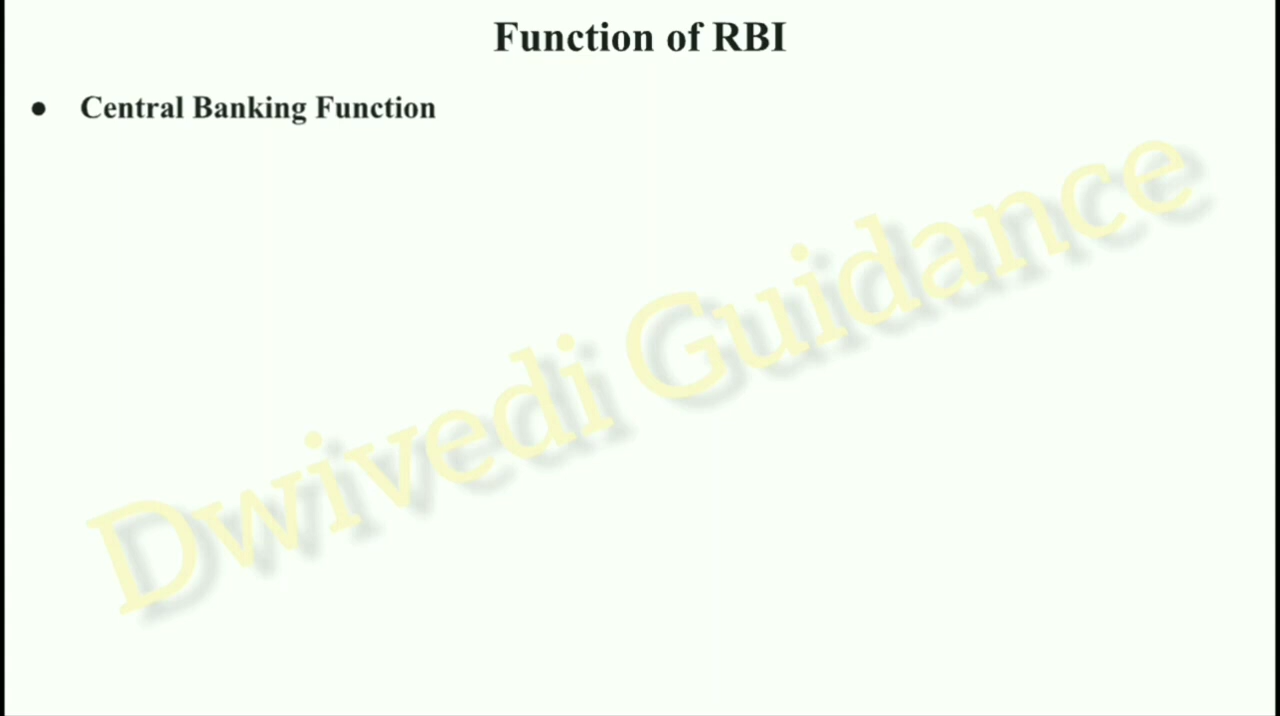 Function of RBI
● Central Banking Function
Dwivedi Guidance